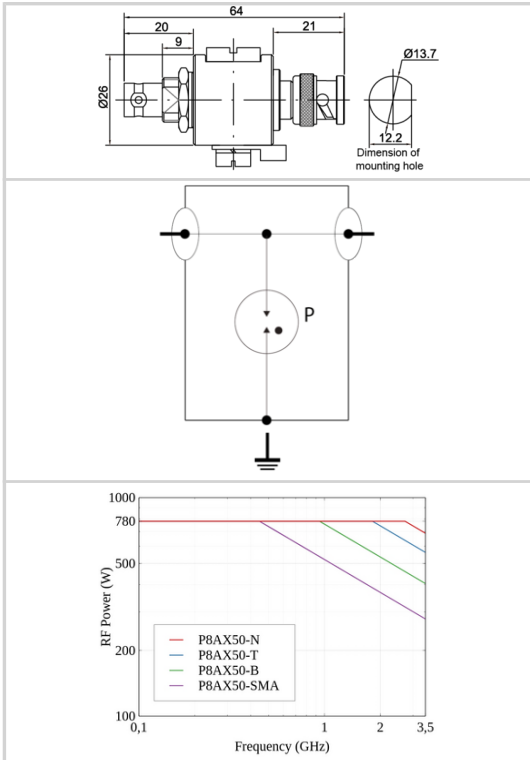 64
20
21
9
Ø26
Ø13.7
12.2
Dimension of
mounting hole
P
1000
780
500
200
100
RF Power (W)
P8AX50-N
P8AX50-T
P8AX50-B
P8AX50-SMA
0,1
1
2
3,5
Frequency (GHz)